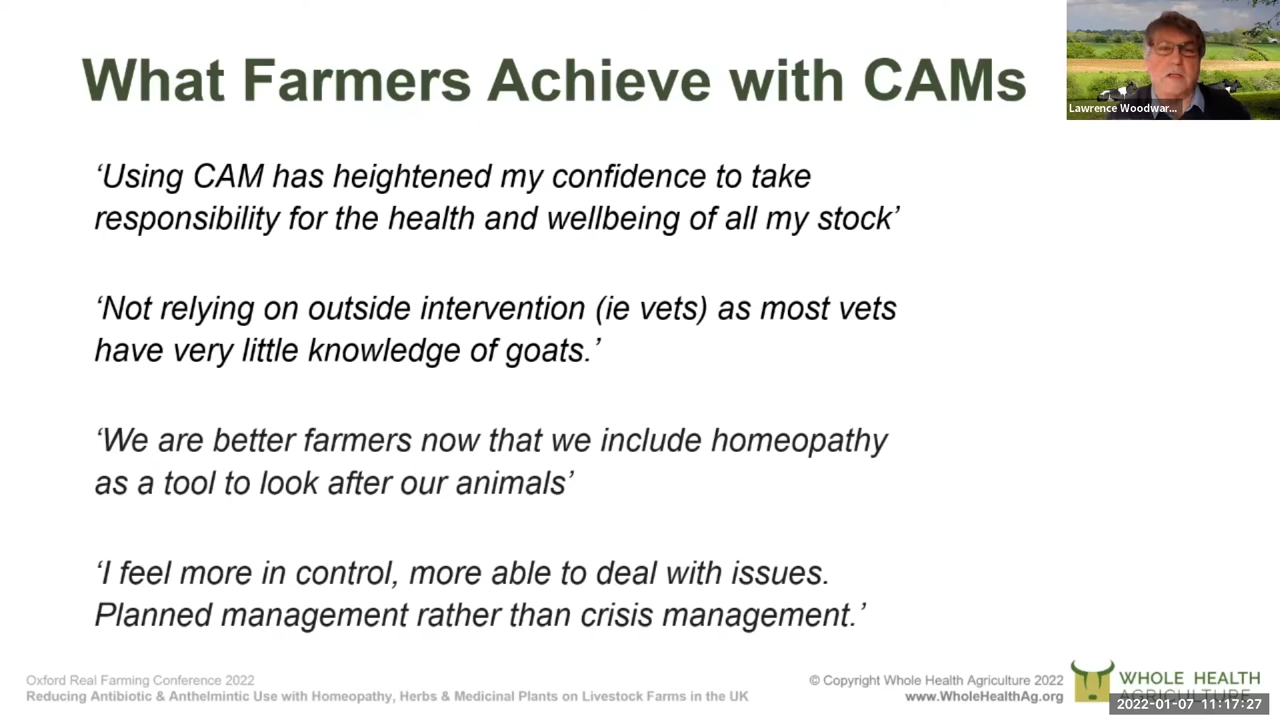 What Farmers Achieve with CAMs
Lawrence Woodwar...
‘Using CAM has heightened my confidence to take
responsibility for the health and wellbeing of all my stock’
‘Not relying on outside intervention (ie vets) as most vets
have very little knowledge of goats.’
‘We are better farmers now that we include homeopathy
as a tool to look after our animals’
‘I feel more in control, more able to deal with issues.
Planned management rather than crisis management.’
Oxford Real Farming Conference 2022
Reducing Antibiotic & Anthelmintic Use with Homeopathy, Herbs & Medicinal Plants on Livestock Farms in the UK
© Copyright Whole Health Agriculture 2022
www.WholeHealthAg.org
WHOLE HEALTH
AGRICULTURE
2022-01-07 11:17:27